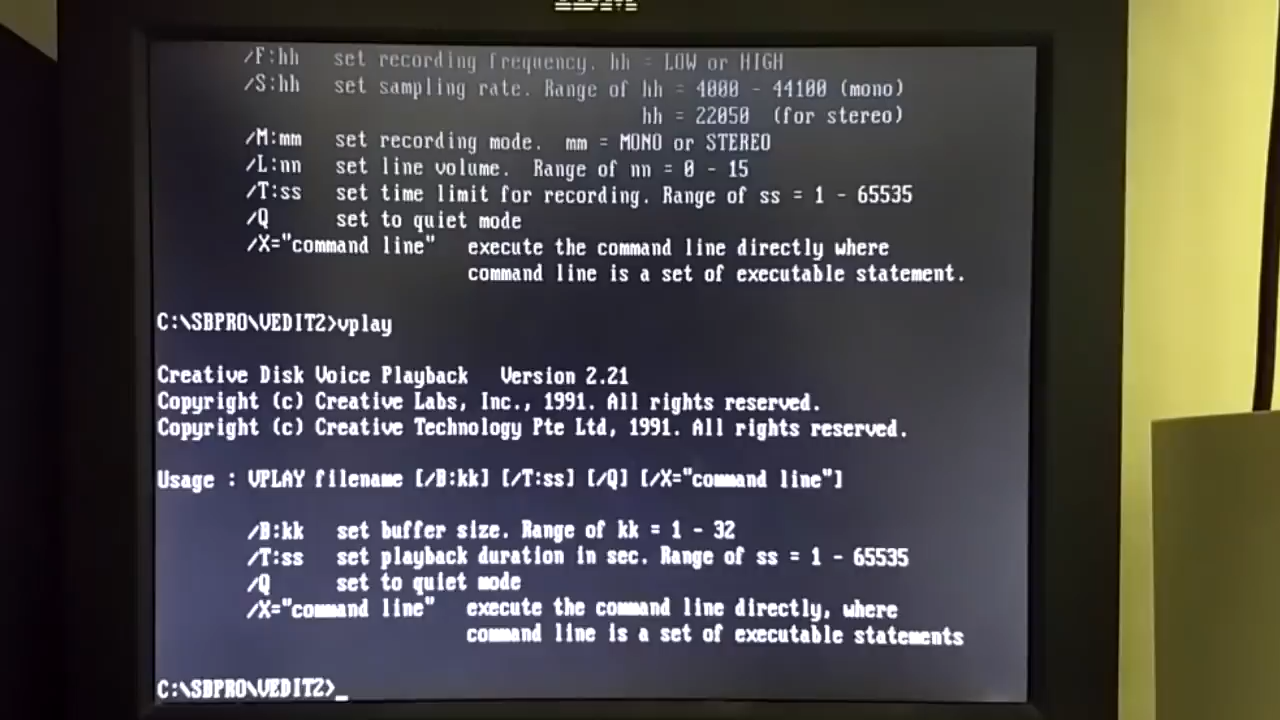 IBM
/F:hh set recording frequency. hh = LOW or HIGH
/S:hh set sampling rate. Range of hh = 4000 - 44100 (mono)
hh = 22050 (for stereo)
/M:mm set recording mode. mm = MONO or STEREO
/L:nn set line volume. Range of nn = 0 - 15
/T:ss set time limit for recording. Range of ss = 1 - 65535
/Q set to quiet mode
/X="command line" execute the command line directly where
command line is a set of executable statement.
C:\SBPRO\VEDIT2>vplay
Creative Disk Voice Playback Version 2.21
Copyright (c) Creative Labs, Inc., 1991. All rights reserved.
Copyright (c) Creative Technology Pte Ltd, 1991. All rights reserved.
Usage : VPLAY filename [/B:kk] [/T:ss] [/Q] [/X="command line"]
/B:kk set buffer size. Range of kk = 1 - 32
/T:ss set playback duration in sec. Range of ss = 1 - 65535
/Q set to quiet mode
/X="command line" execute the command line directly, where
command line is a set of executable statements
C:\SBPRO\VEDIT2>_